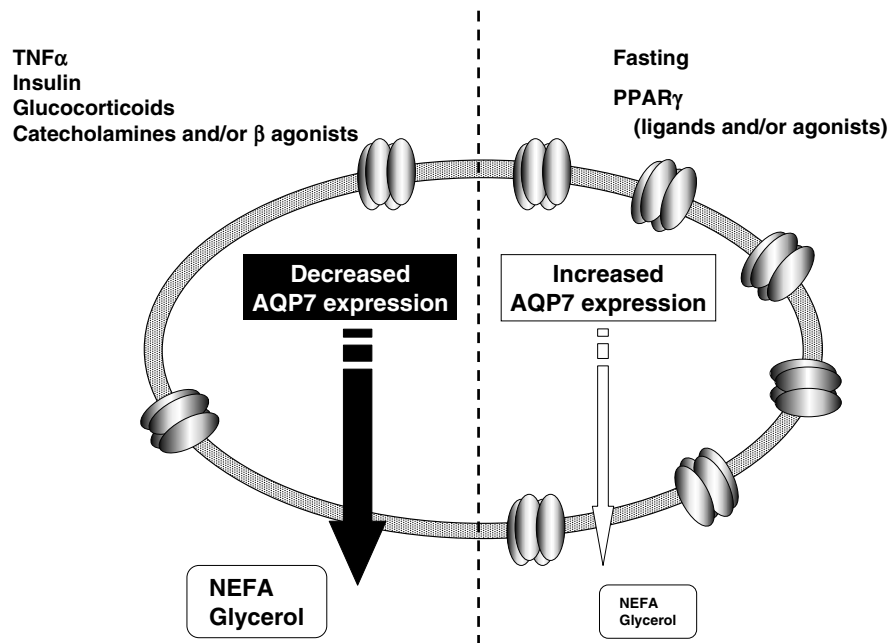 TNFα
Insulin
Glucocorticoids
Catecholamines and/or β agonists
Fasting
PPARγ
(ligands and/or agonists)
Decreased
AQP7 expression
Increased
AQP7 expression
NEFA
Glycerol
NEFA
Glycerol